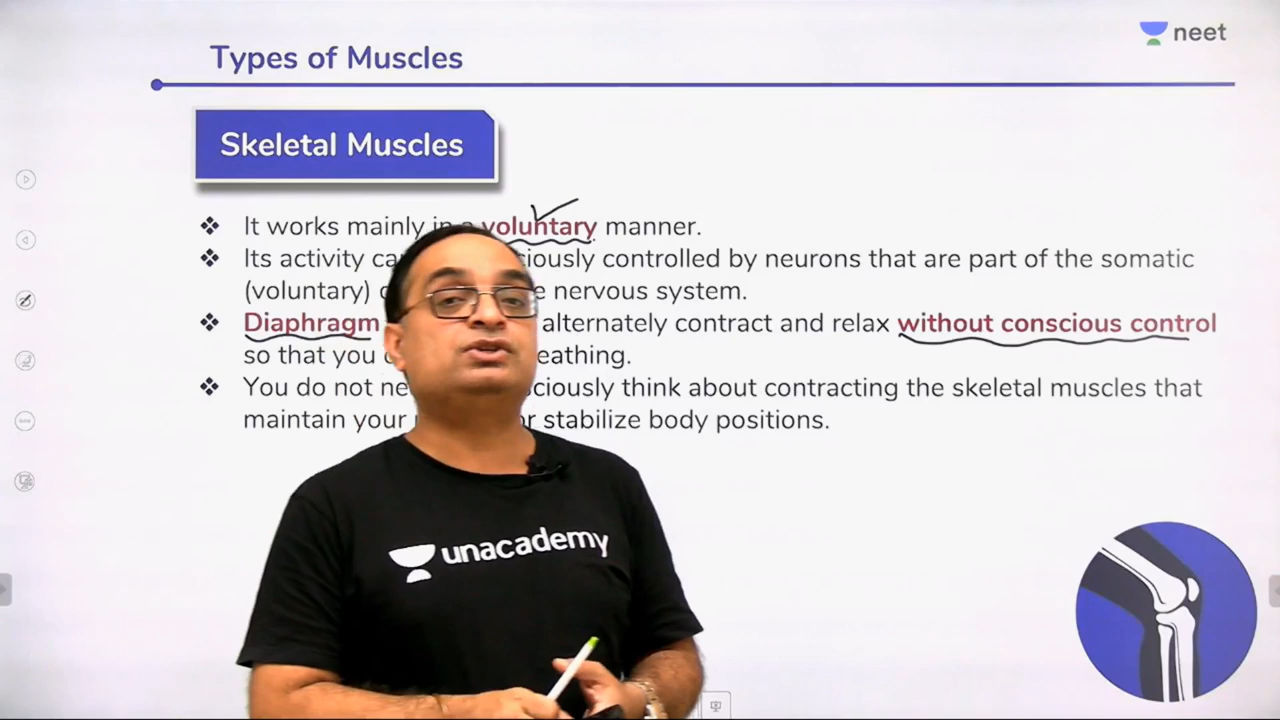 neet
Types of Muscles
Skeletal Muscles
It works mainly in a voluntary manner.
Its activity ca ciously controlled by neurons that are part of the somatic
(voluntary) e nervous system.
Diaphragm alternately contract and relax without conscious control
so that you eathing.
You do not ne sciously think about contracting the skeletal muscles that
maintain your or stabilize body positions.
unacademy